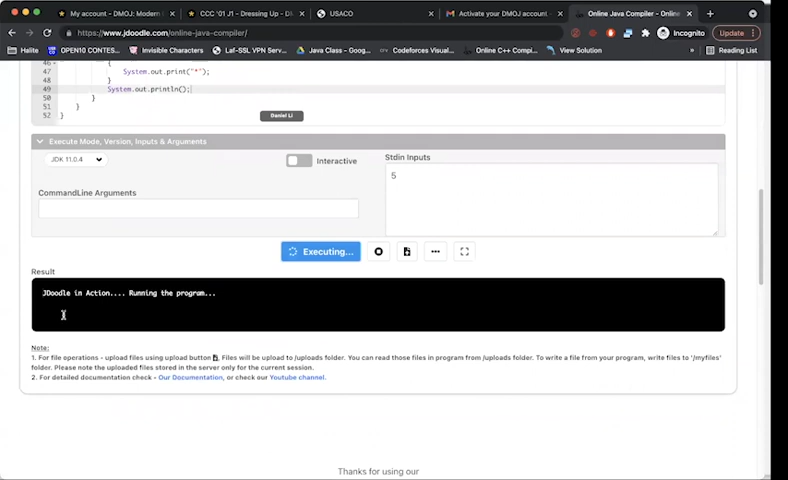 My account - DMOJ: Modern
CCC '01 J1 - Dressing Up - D
USACO
Activate your DMOJ account
Online Java Compiler - Online
https://www.jdoodle.com/online-java-compiler/
Incognito
Update
Halite
OPEN10 CONTES...
Invisible Characters
Laf-SSL VPN Serv...
Java Class - Goog...
Codeforces Visual...
Online C++ Compi...
View Solution
»
Reading List
46
{
47 System.out.print("*");
48 }
49 System.out.println();
50 }
51 }
52 }
Daniel Li
Execute Mode, Version, Inputs & Arguments
JDK 11.0.4
Interactive
Stdin Inputs
5
CommandLine Arguments
Executing...
Result
JDoodle in Action.... Running the program...
Note:
1. For file operations - upload files using upload button , Files will be upload to /uploads folder. You can read those files in program from /uploads folder. To write a file from your program, write files to '/myfiles'
folder. Please note the uploaded files stored in the server only for the current session.
2. For detailed documentation check - Our Documentation, or check our Youtube channel.
Thanks for using our